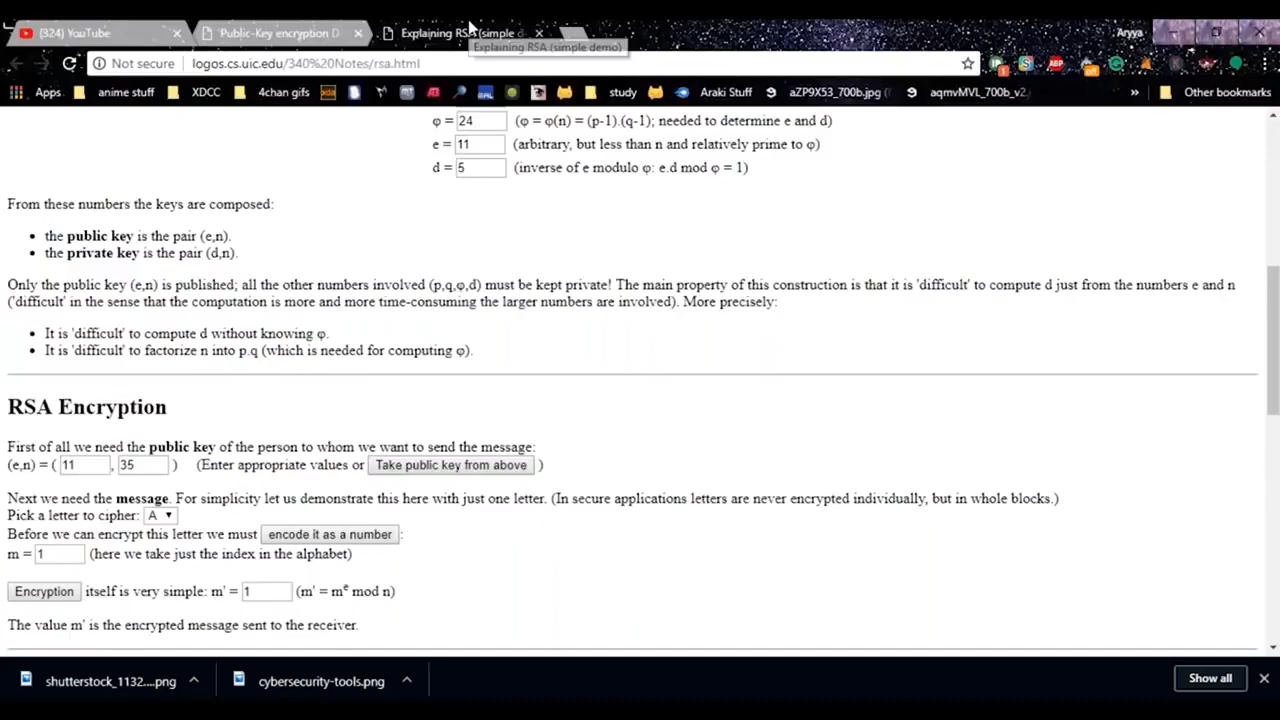 (324) YouTube
'Public-Key encryption D
Explaining RSA (simple d
Aryya
Explaining RSA (simple demo)
Not secure
logos.cs.uic.edu/340%20Notes/rsa.html
ABP
Apps
anime stuff
XDCC
4chan gifs
study
Araki Stuff
aZP9X53_700b.jpg (
aqmvMVL_700b_v2.
»
Other bookmarks
φ = 24 (φ = φ(n) = (p-1).(q-1); needed to determine e and d)
e = 11 (arbitrary, but less than n and relatively prime to φ)
d = 5 (inverse of e modulo φ: e.d mod φ = 1)
From these numbers the keys are composed:
• the public key is the pair (e,n).
• the private key is the pair (d,n).
Only the public key (e,n) is published; all the other numbers involved (p,q,φ,d) must be kept private! The main property of this construction is that it is 'difficult' to compute d just from the numbers e and n
('difficult' in the sense that the computation is more and more time-consuming the larger numbers are involved). More precisely:
• It is 'difficult' to compute d without knowing φ.
• It is 'difficult' to factorize n into p.q (which is needed for computing φ).
RSA Encryption
First of all we need the public key of the person to whom we want to send the message:
(e,n) = ( 11 , 35 ) (Enter appropriate values or Take public key from above )
Next we need the message. For simplicity let us demonstrate this here with just one letter. (In secure applications letters are never encrypted individually, but in whole blocks.)
Pick a letter to cipher: A
Before we can encrypt this letter we must encode it as a number :
m = 1 (here we take just the index in the alphabet)
Encryption itself is very simple: m' = 1 (m' = mᵉ mod n)
The value m' is the encrypted message sent to the receiver.
shutterstock_1132....png
cybersecurity-tools.png
Show all